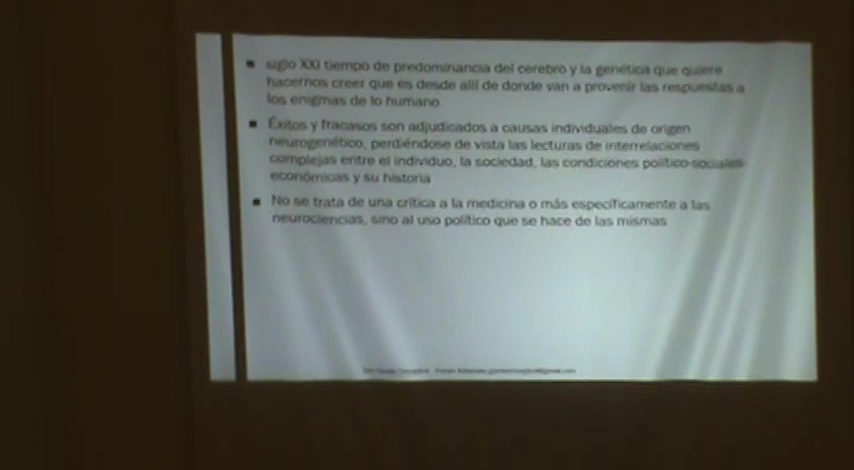 siglo XXI tiempo de predominancia del cerebro y la genética que quiere
hacernos creer que es desde allí de donde van a provenir las respuestas a
los enigmas de lo humano
Éxitos y fracasos son adjudicados a causas individuales de origen
neurogenético, perdiéndose de vista las lecturas de interrelaciones
complejas entre el individuo, la sociedad, las condiciones político-sociales-
económicas y su historia
No se trata de una crítica a la medicina o más específicamente a las
neurociencias, sino al uso político que se hace de las mismas